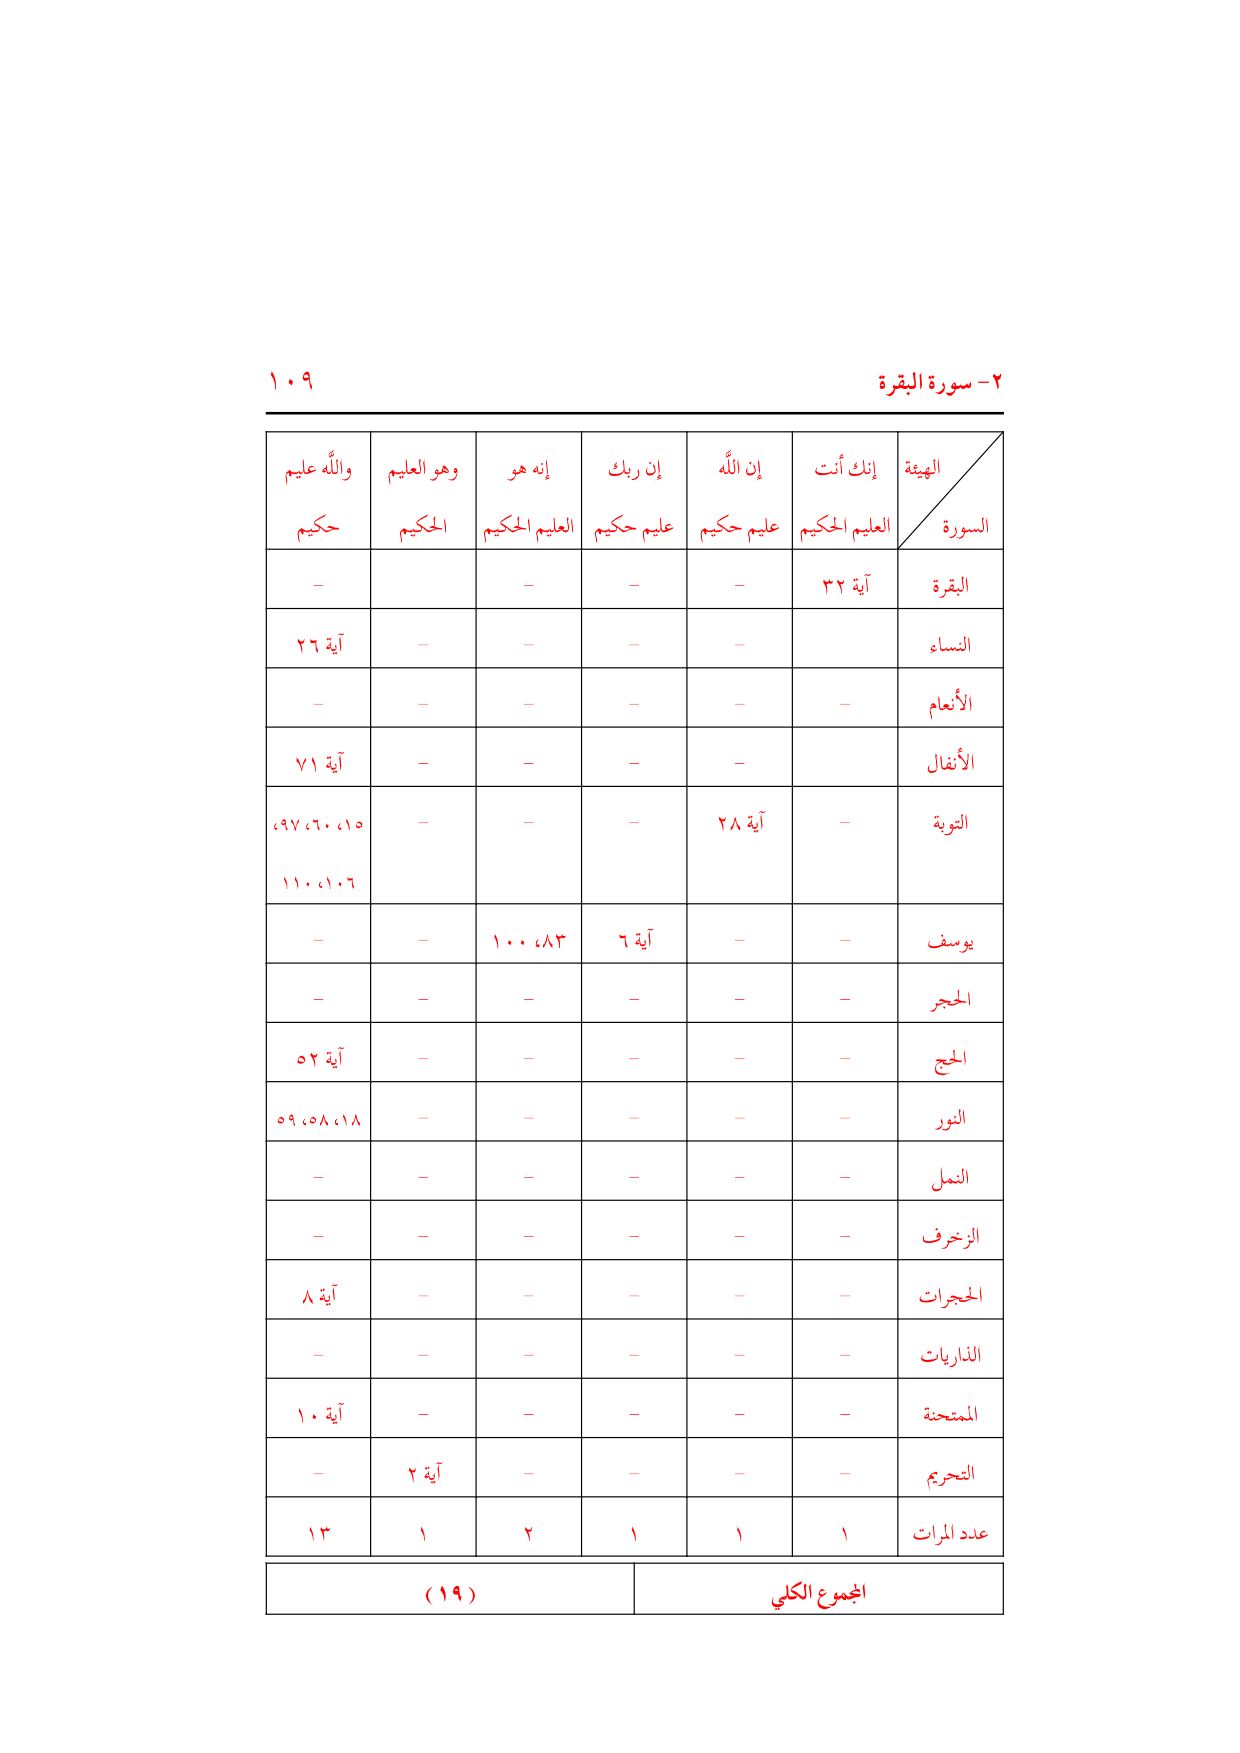 ٢- سورة البقرة ١٠٩
الهيئة إنك أنت إن اللَّه إن ربك إنه هو وهو العليم واللَّه عليم
السورة العليم الحكيم عليم حكيم عليم حكيم العليم الحكيم الحكيم حكيم
البقرة آية ٣٢ – – – –
النساء – – – – آية ٢٦
الأنعام – – – – – –
الأنفال – – – – آية ٧١
التوبة – آية ٢٨ – – – ١٥، ٦٠، ٩٧،
١٠٦، ١١٠
يوسف – – آية ٦ ٨٣، ١٠٠ – –
الحجر – – – – – –
الحج – – – – – آية ٥٢
النور – – – – – ١٨، ٥٨، ٥٩
النمل – – – – – –
الزخرف – – – – – –
الحجرات – – – – – آية ٨
الذاريات – – – – – –
الممتحنة – – – – – آية ١٠
التحريم – – – – آية ٢ –
عدد المرات ١ ١ ١ ٢ ١ ١٣
المجموع الكلي (١٩)